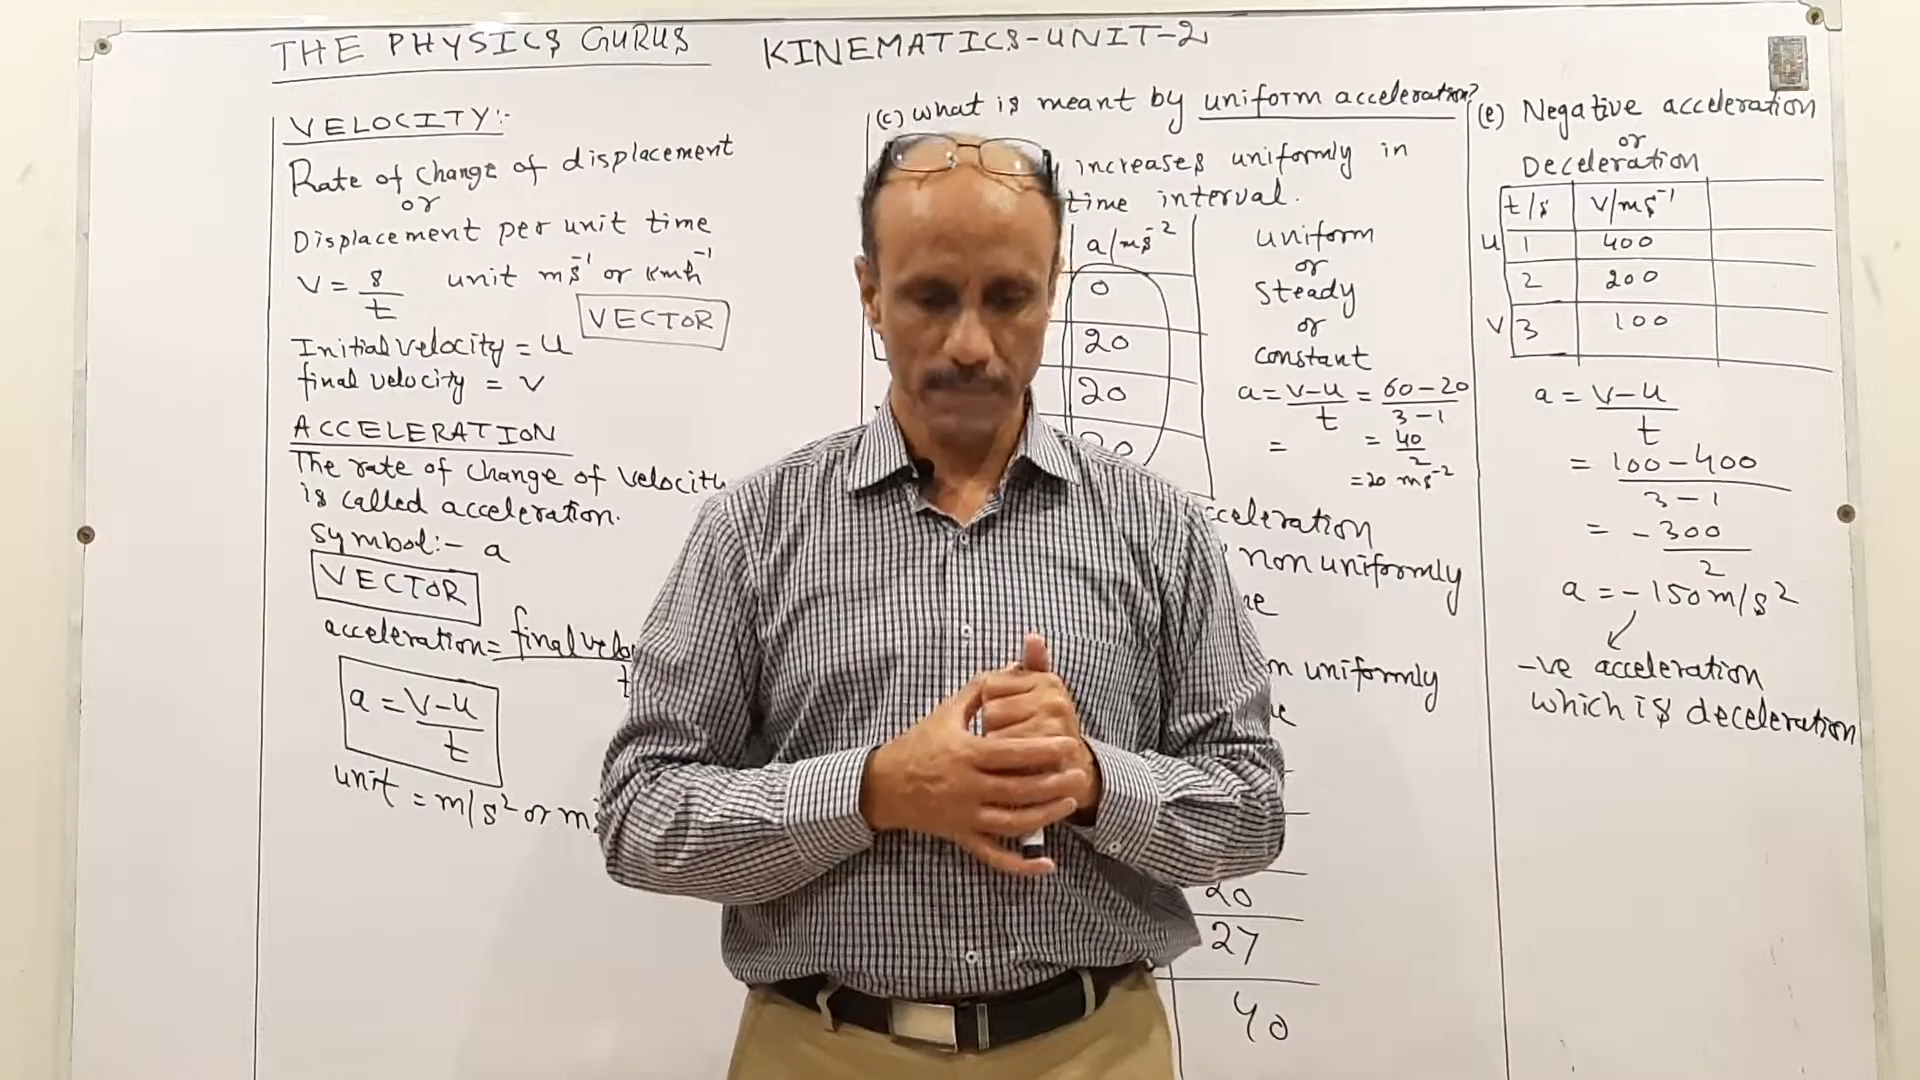 THE PHYSICS GURUS
KINEMATICS-UNIT-2
VELOCITY:-
Rate of change of displacement
or
Displacement per unit time
V = s/t unit ms⁻¹ or kmh⁻¹
VECTOR
Initial velocity = u
final velocity = v
ACCELERATION
The rate of change of velocity
is called acceleration.
Symbol:- a
VECTOR
acceleration = final velo
t
a = v-u/t
unit = m/s² or m
(c) What is meant by uniform acceleration?
increases uniformly in
time interval.
a/ms⁻²
0
20
20
20
uniform
or
steady
or
constant
a = v-u/t = 60-20/3-1
= = 40/2
= 20 ms⁻²
cceleration
non uniformly
ne
n uniformly
20
27
40
(e) Negative acceleration
or
Deceleration
t/s V/ms⁻¹
u 1 400
2 200
v 3 100
a = v-u/t
= 100-400/3-1
= -300/2
a = -150 m/s²
-ve acceleration
which is deceleration